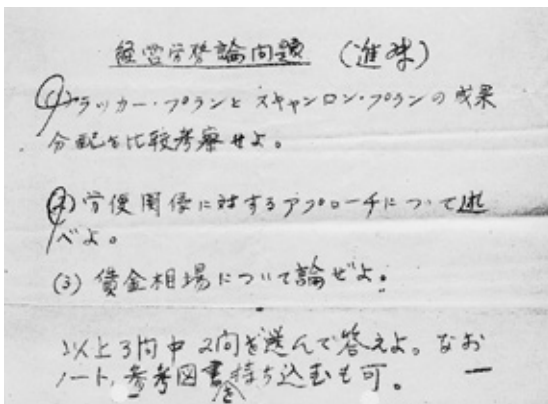 経営労務論問題 (進来)
(1) ラッカー・プランとスキャンロン・プランの成果
分配を比較考察せよ。
(2) 労使関係に対するアプローチについて述
べよ。
(3) 賃金相場について論ぜよ。
以上3問中2問を選んで答えよ。なお
ノート、参考図書を持ち込むも可。